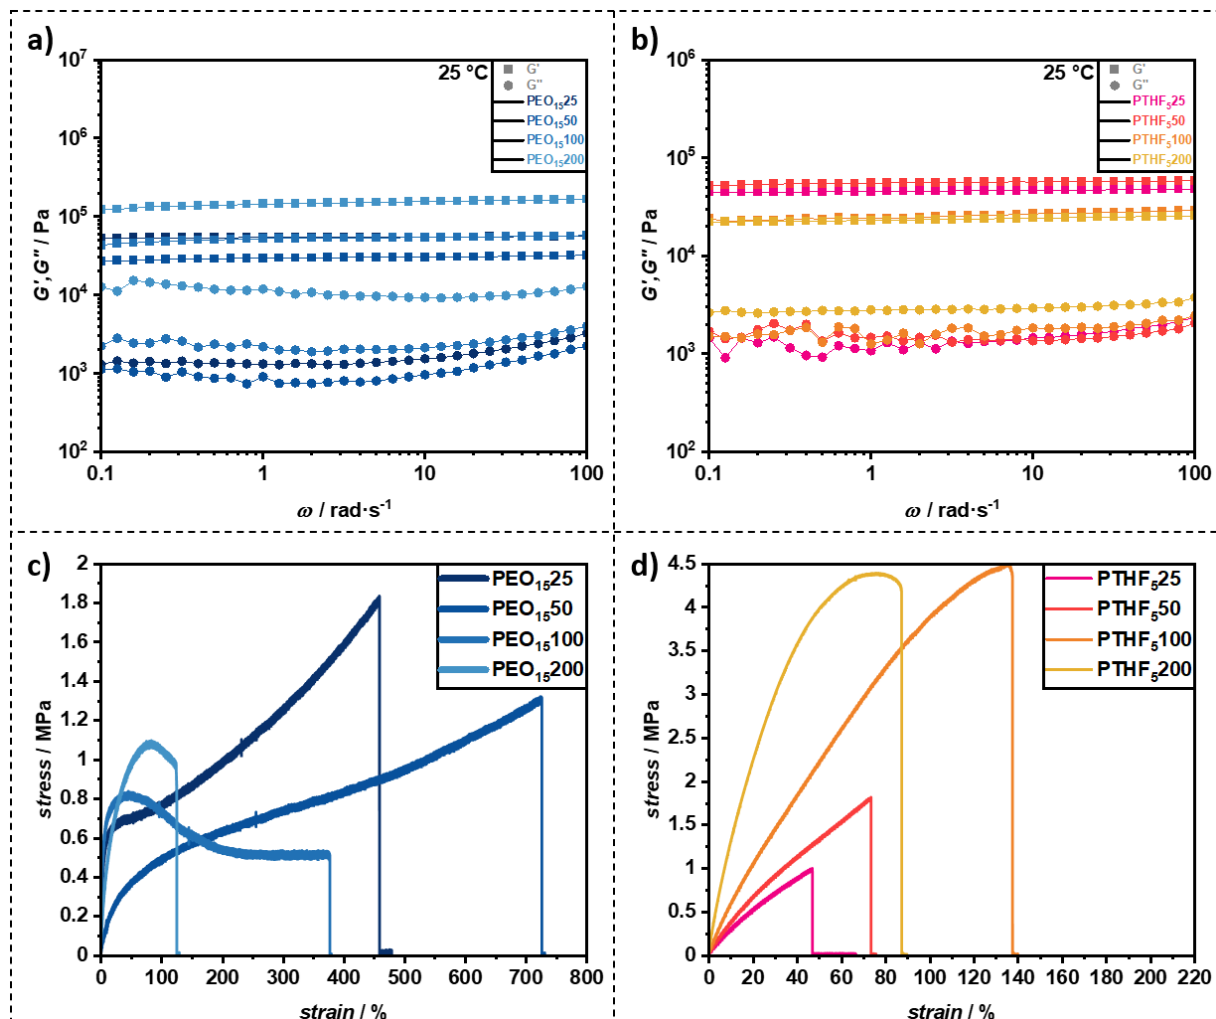 a)
25 °C
G'
G"
PEO₁₅25
PEO₁₅50
PEO₁₅100
PEO₁₅200
10⁷
10⁶
10⁵
10⁴
10³
10²
G',G" / Pa
0.1 1 10 100
ω / rad·s⁻¹
b)
25 °C
G'
G"
PTHF₅25
PTHF₅50
PTHF₅100
PTHF₅200
10⁶
10⁵
10⁴
10³
10²
G',G" / Pa
0.1 1 10 100
ω / rad·s⁻¹
c)
PEO₁₅25
PEO₁₅50
PEO₁₅100
PEO₁₅200
2
1.8
1.6
1.4
1.2
1
0.8
0.6
0.4
0.2
0
stress / MPa
0 100 200 300 400 500 600 700 800
strain / %
d)
PTHF₅25
PTHF₅50
PTHF₅100
PTHF₅200
4.5
4
3.5
3
2.5
2
1.5
1
0.5
0
stress / MPa
0 20 40 60 80 100 120 140 160 180 200 220
strain / %